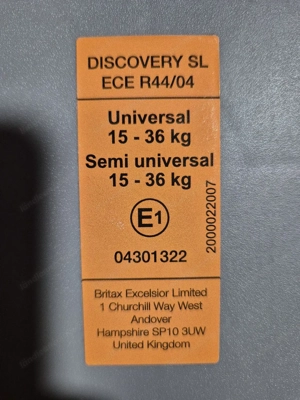 DISCOVERY SL
ECE R44/04
Universal
15 - 36 kg
Semi universal
15 - 36 kg
E1
2000022007
04301322
Britax Excelsior Limited
1 Churchill Way West
Andover
Hampshire SP10 3UW
United Kingdom